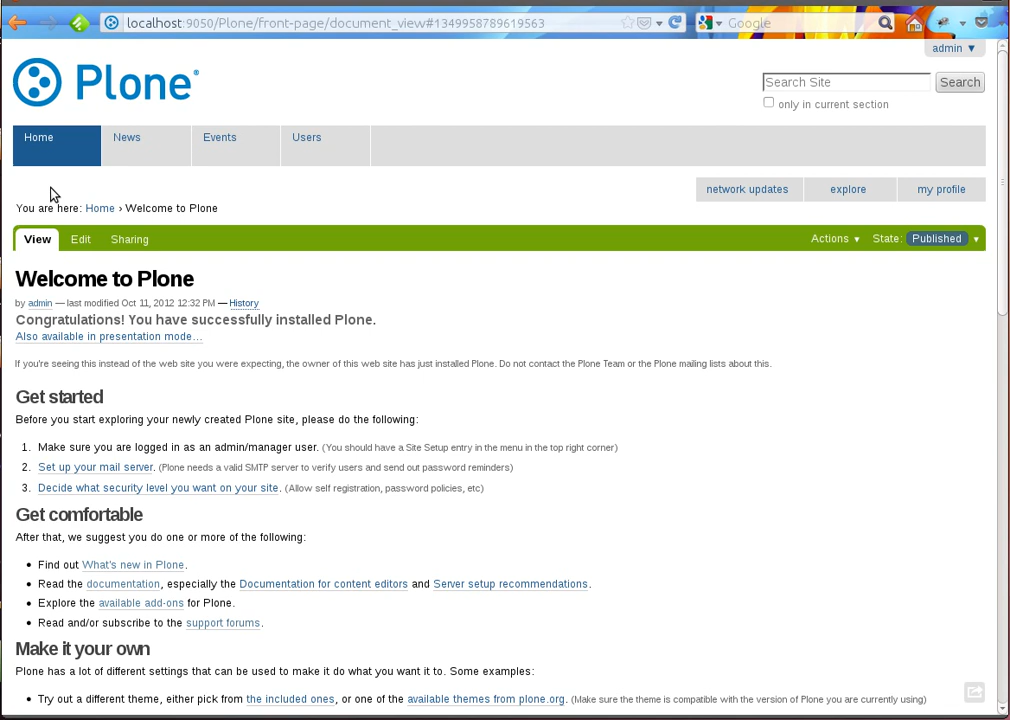 localhost:9050/Plone/front-page/document_view#1349958789619563
Google
admin ▼
Plone®
Search Site
Search
only in current section
Home
News
Events
Users
network updates
explore
my profile
You are here: Home › Welcome to Plone
View
Edit
Sharing
Actions ▼
State: Published ▼
Welcome to Plone
by admin — last modified Oct 11, 2012 12:32 PM — History
Congratulations! You have successfully installed Plone.
Also available in presentation mode…
If you're seeing this instead of the web site you were expecting, the owner of this web site has just installed Plone. Do not contact the Plone Team or the Plone mailing lists about this.
Get started
Before you start exploring your newly created Plone site, please do the following:
1. Make sure you are logged in as an admin/manager user. (You should have a Site Setup entry in the menu in the top right corner)
2. Set up your mail server. (Plone needs a valid SMTP server to verify users and send out password reminders)
3. Decide what security level you want on your site. (Allow self registration, password policies, etc)
Get comfortable
After that, we suggest you do one or more of the following:
• Find out What's new in Plone.
• Read the documentation, especially the Documentation for content editors and Server setup recommendations.
• Explore the available add-ons for Plone.
• Read and/or subscribe to the support forums.
Make it your own
Plone has a lot of different settings that can be used to make it do what you want it to. Some examples:
• Try out a different theme, either pick from the included ones, or one of the available themes from plone.org. (Make sure the theme is compatible with the version of Plone you are currently using)